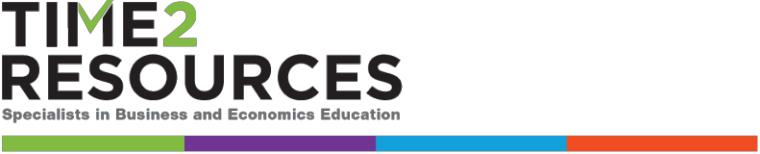 TIME2
RESOURCES
Specialists in Business and Economics Education